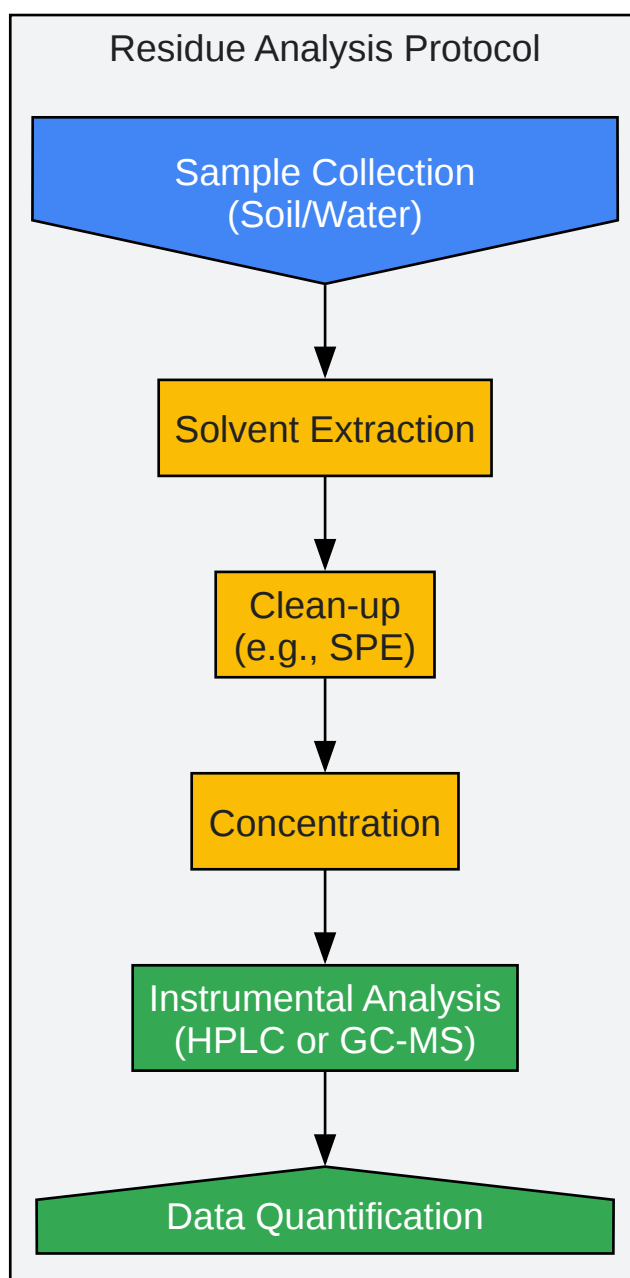 Residue Analysis Protocol
Sample Collection
(Soil/Water)
Solvent Extraction
Clean-up
(e.g., SPE)
Concentration
Instrumental Analysis
(HPLC or GC-MS)
Data Quantification